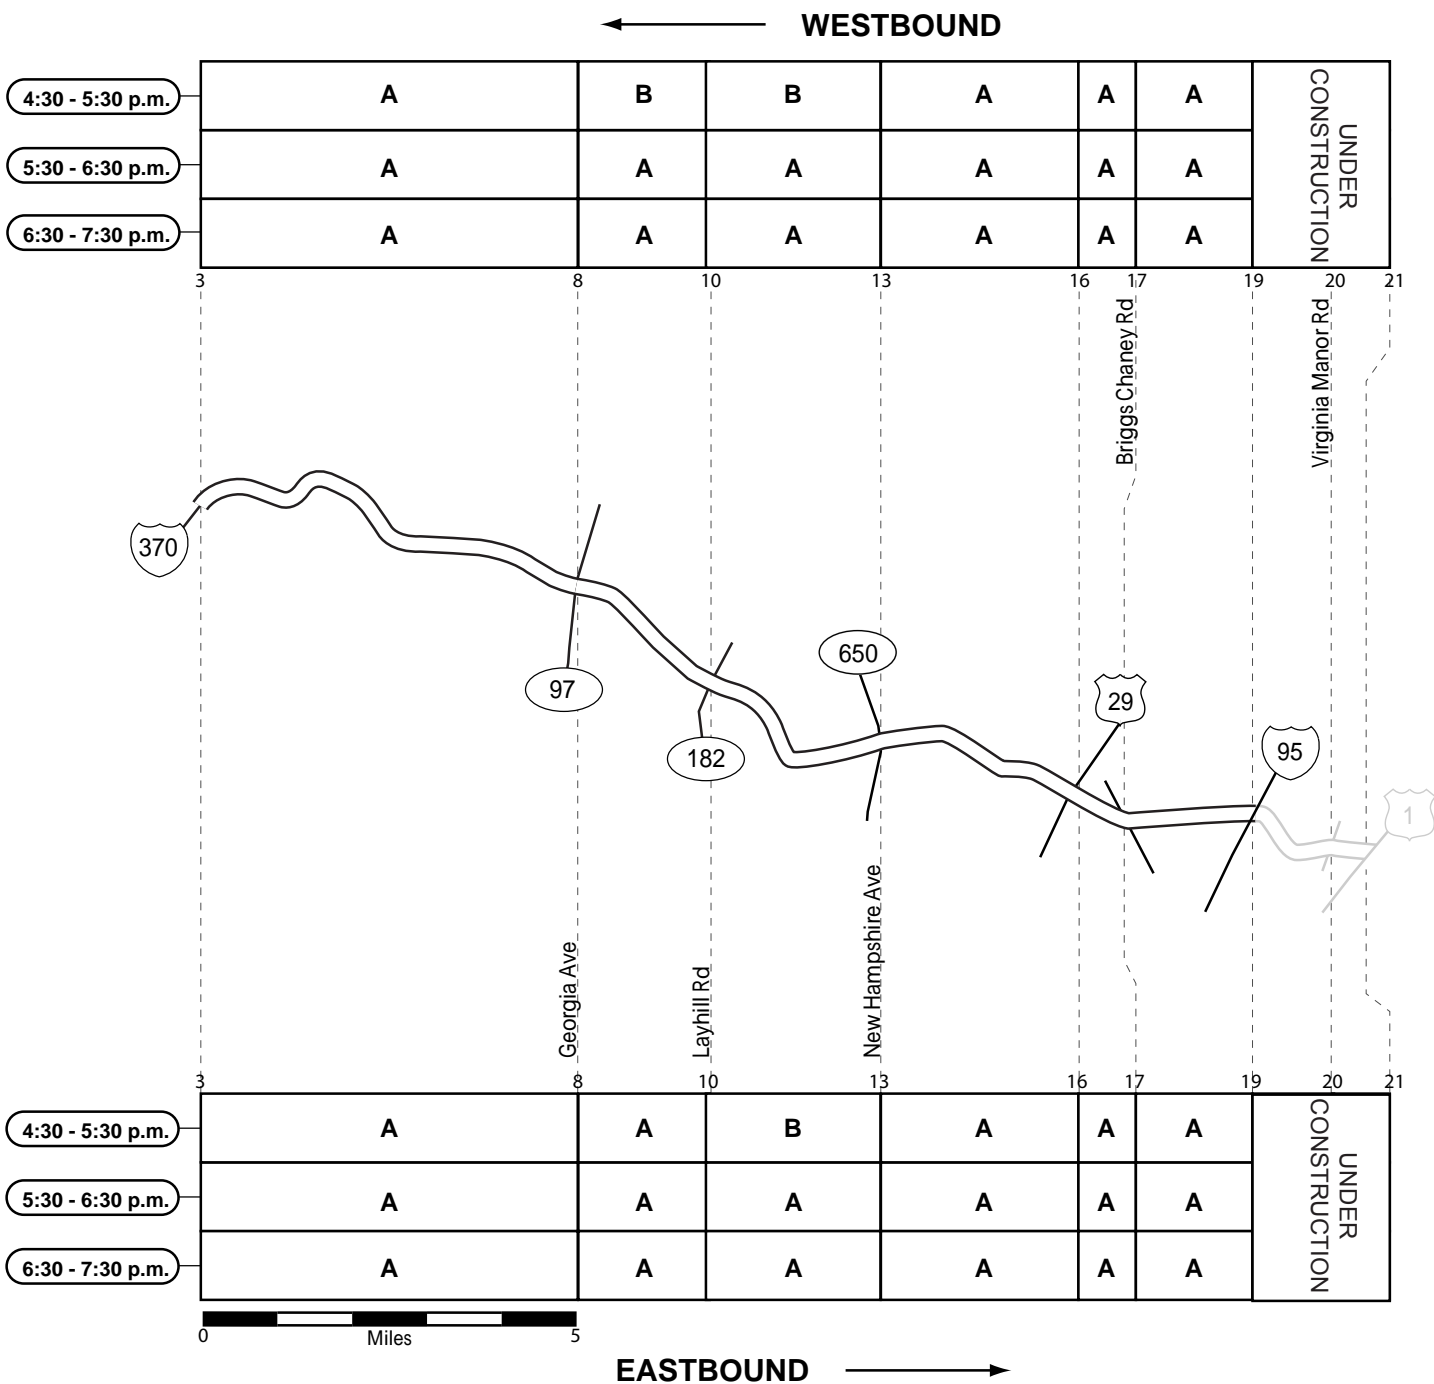 WESTBOUND
4:30 - 5:30 p.m. A B B A A A
5:30 - 6:30 p.m. A A A A A A
6:30 - 7:30 p.m. A A A A A A
UNDER
CONSTRUCTION
3 8 10 13 16 17 19 20 21
Briggs Chaney Rd
Virginia Manor Rd
370
97
182
650
29
95
1
Georgia Ave
Layhill Rd
New Hampshire Ave
3 8 10 13 16 17 19 20 21
4:30 - 5:30 p.m. A A B A A A
5:30 - 6:30 p.m. A A A A A A
6:30 - 7:30 p.m. A A A A A A
UNDER
CONSTRUCTION
0 Miles 5
EASTBOUND